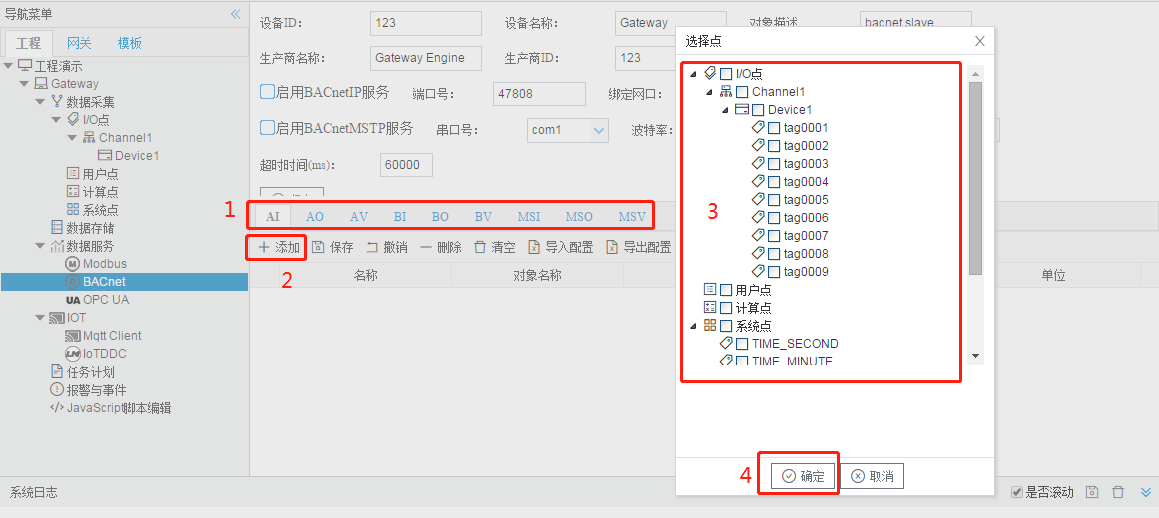 导航菜单
工程 网关 模板
工程演示
Gateway
数据采集
I/O点
Channel1
Device1
用户点
计算点
系统点
数据存储
数据服务
Modbus
BACnet
OPC UA
IOT
Mqtt Client
IoTDDC
任务计划
报警与事件
JavaScript脚本编辑
设备ID: 123 设备名称: Gateway 对象描述 bacnet slave
生产商名称: Gateway Engine 生产商ID: 123
启用BACnetIP服务 端口号: 47808 绑定网口:
启用BACnetMSTP服务 串口号: com1 波特率:
超时时间(ms): 60000
1 AI AO AV BI BO BV MSI MSO MSV
添加 保存 撤销 删除 清空 导入配置 导出配置
2
名称 对象名称 单位
选择点
I/O点
Channel1
Device1
tag0001
tag0002
tag0003
tag0004
tag0005
tag0006
tag0007
tag0008
tag0009
3
用户点
计算点
系统点
TIME_SECOND
TIME_MINUTE
4 确定 取消
系统日志 是否滚动